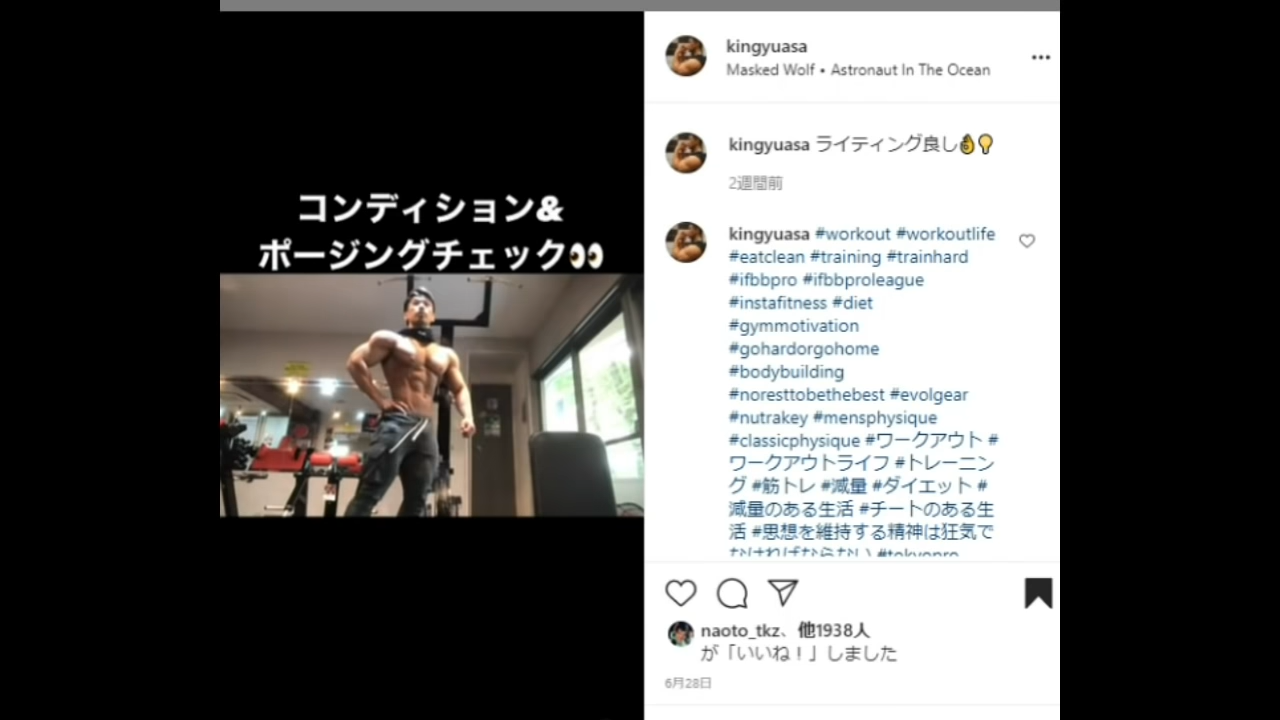 コンディション&
ポージングチェック👀
kingyuasa
Masked Wolf • Astronaut In The Ocean
kingyuasa ライティング良し👌💡
2週間前
kingyuasa #workout #workoutlife
#eatclean #training #trainhard
#ifbbpro #ifbbproleague
#instafitness #diet
#gymmotivation
#gohardorgohome
#bodybuilding
#noresttobethebest #evolgear
#nutrakey #mensphysique
#classicphysique #ワークアウト #
ワークアウトライフ #トレーニン
グ #筋トレ #減量 #ダイエット #
減量のある生活 #チートのある生
活 #思想を維持する精神は狂気で
なければならない #tokyopro
naoto_tkz、他1938人
が「いいね！」しました
6月28日